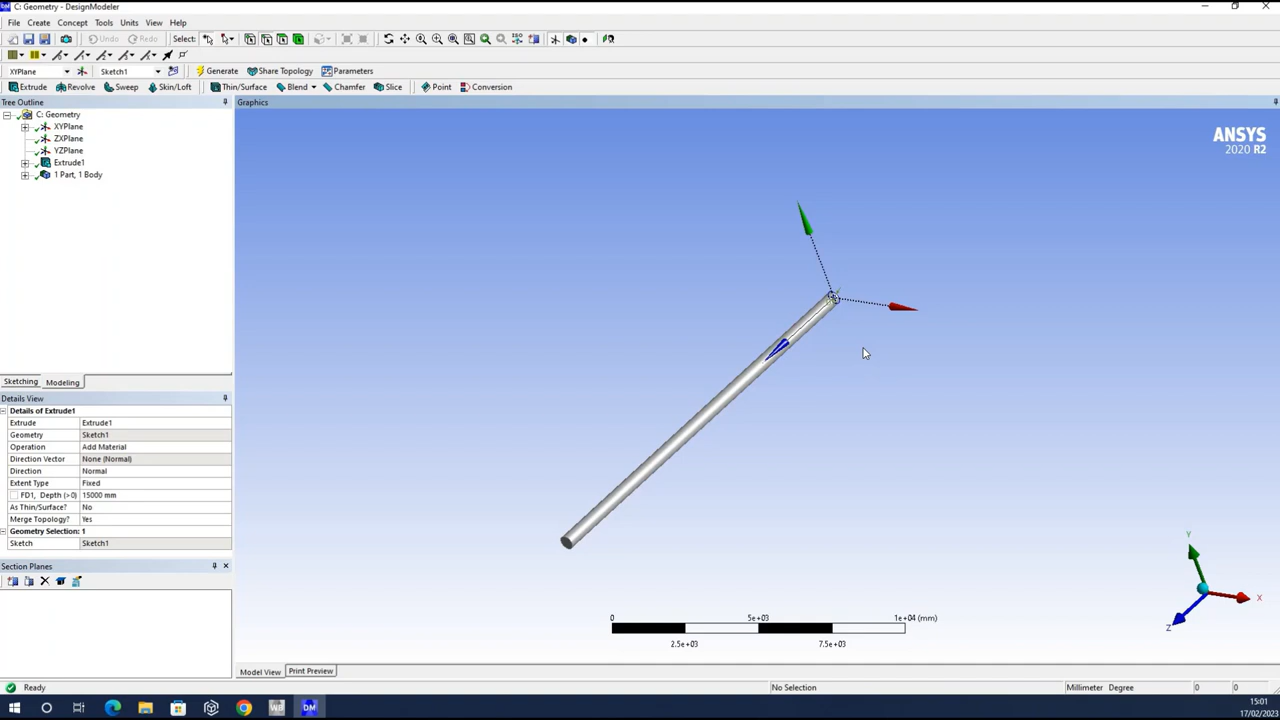 C: Geometry - DesignModeler
File Create Concept Tools Units View Help
Undo Redo Select:
XYPlane Sketch1 Generate Share Topology Parameters
Extrude Revolve Sweep Skin/Loft Thin/Surface Blend Chamfer Slice Point Conversion
Tree Outline
C: Geometry
XYPlane
ZXPlane
YZPlane
Extrude1
1 Part, 1 Body
Sketching Modeling
Details View
Details of Extrude1
Extrude Extrude1
Geometry Sketch1
Operation Add Material
Direction Vector None (Normal)
Direction Normal
Extent Type Fixed
FD1, Depth (>0) 15000 mm
As Thin/Surface? No
Merge Topology? Yes
Geometry Selection: 1
Sketch Sketch1
Section Planes
Graphics
ANSYS
2020 R2
0 5e+03 1e+04 (mm)
2.5e+03 7.5e+03
Y
X
Z
Model View Print Preview
Ready No Selection Millimeter Degree 0 0
DM
15:01
17/02/2023